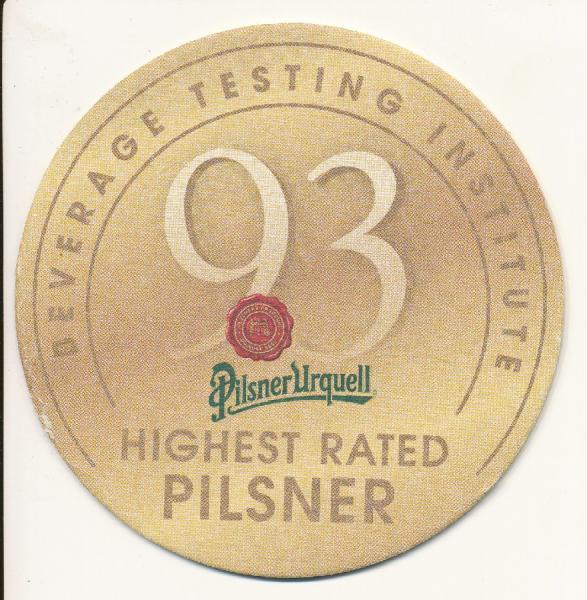 BEVERAGE TESTING INSTITUTE
93
Pilsner Urquell
HIGHEST RATED
PILSNER